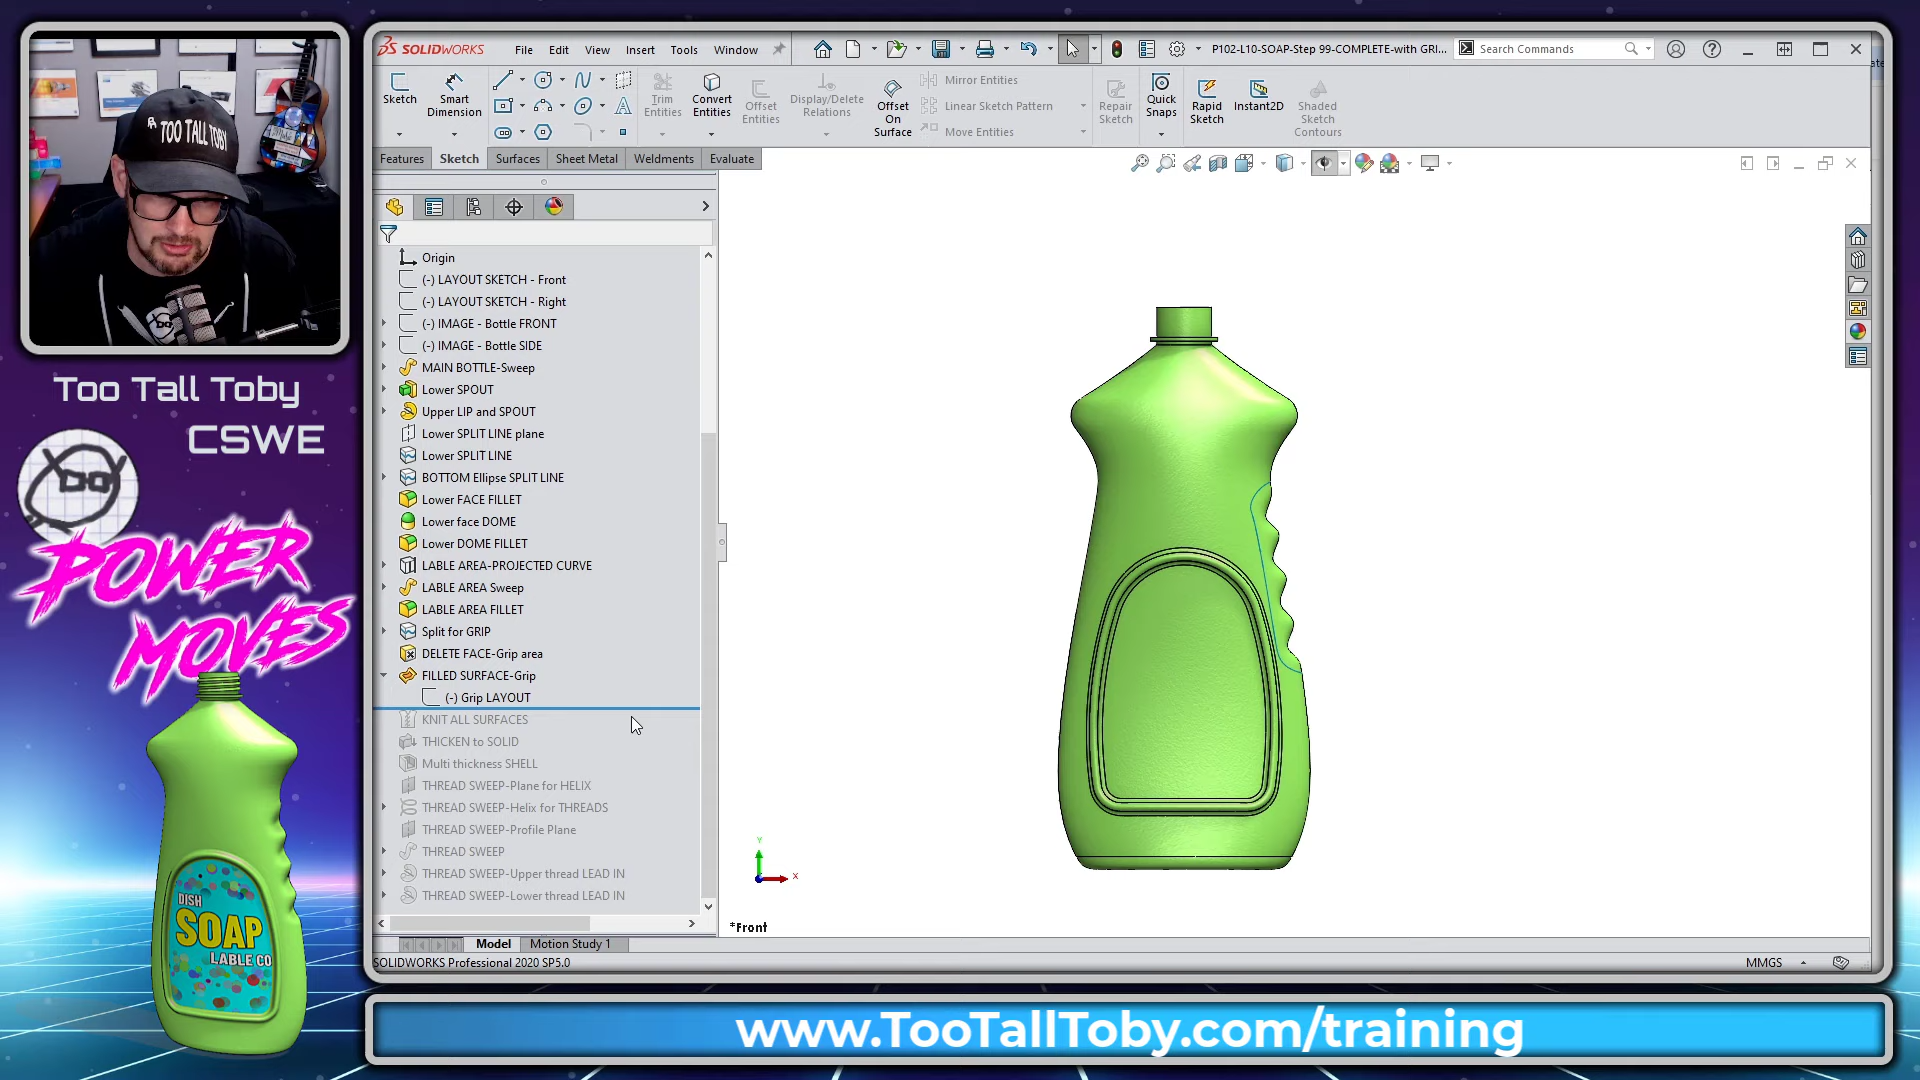 TOO TALL TOBY
Too Tall Toby
CSWE
POWER
MOVES
DISH
SOAP
LABLE CO
SOLIDWORKS
File Edit View Insert Tools Window
P102-L10-SOAP-Step 99-COMPLETE-with GRI...
Search Commands
Sketch
Smart Dimension
Trim Entities
Convert Entities
Offset Entities
Display/Delete Relations
Offset On Surface
Mirror Entities
Linear Sketch Pattern
Move Entities
Repair Sketch
Quick Snaps
Rapid Sketch
Instant2D
Shaded Sketch Contours
Features Sketch Surfaces Sheet Metal Weldments Evaluate
Origin
(-) LAYOUT SKETCH - Front
(-) LAYOUT SKETCH - Right
(-) IMAGE - Bottle FRONT
(-) IMAGE - Bottle SIDE
MAIN BOTTLE-Sweep
Lower SPOUT
Upper LIP and SPOUT
Lower SPLIT LINE plane
Lower SPLIT LINE
BOTTOM Ellipse SPLIT LINE
Lower FACE FILLET
Lower face DOME
Lower DOME FILLET
LABLE AREA-PROJECTED CURVE
LABLE AREA Sweep
LABLE AREA FILLET
Split for GRIP
DELETE FACE-Grip area
FILLED SURFACE-Grip
(-) Grip LAYOUT
KNIT ALL SURFACES
THICKEN to SOLID
Multi thickness SHELL
THREAD SWEEP-Plane for HELIX
THREAD SWEEP-Helix for THREADS
THREAD SWEEP-Profile Plane
THREAD SWEEP
THREAD SWEEP-Upper thread LEAD IN
THREAD SWEEP-Lower thread LEAD IN
Y
X
*Front
Model Motion Study 1
SOLIDWORKS Professional 2020 SP5.0
MMGS
www.TooTallToby.com/training